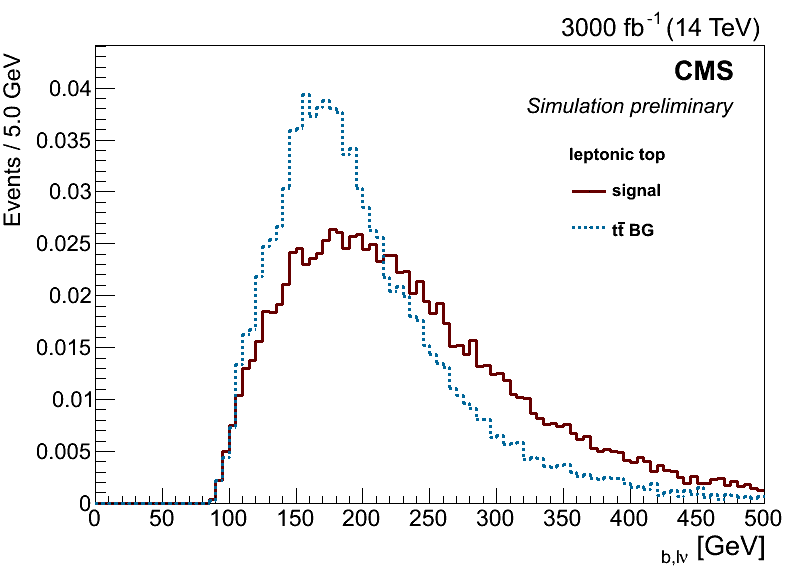 3000 fb⁻¹ (14 TeV)
CMS
Simulation preliminary
leptonic top
signal
tt̄ BG
Events / 5.0 GeV
0.04
0.035
0.03
0.025
0.02
0.015
0.01
0.005
0
0 50 100 150 200 250 300 350 400 450 500
b,lν [GeV]